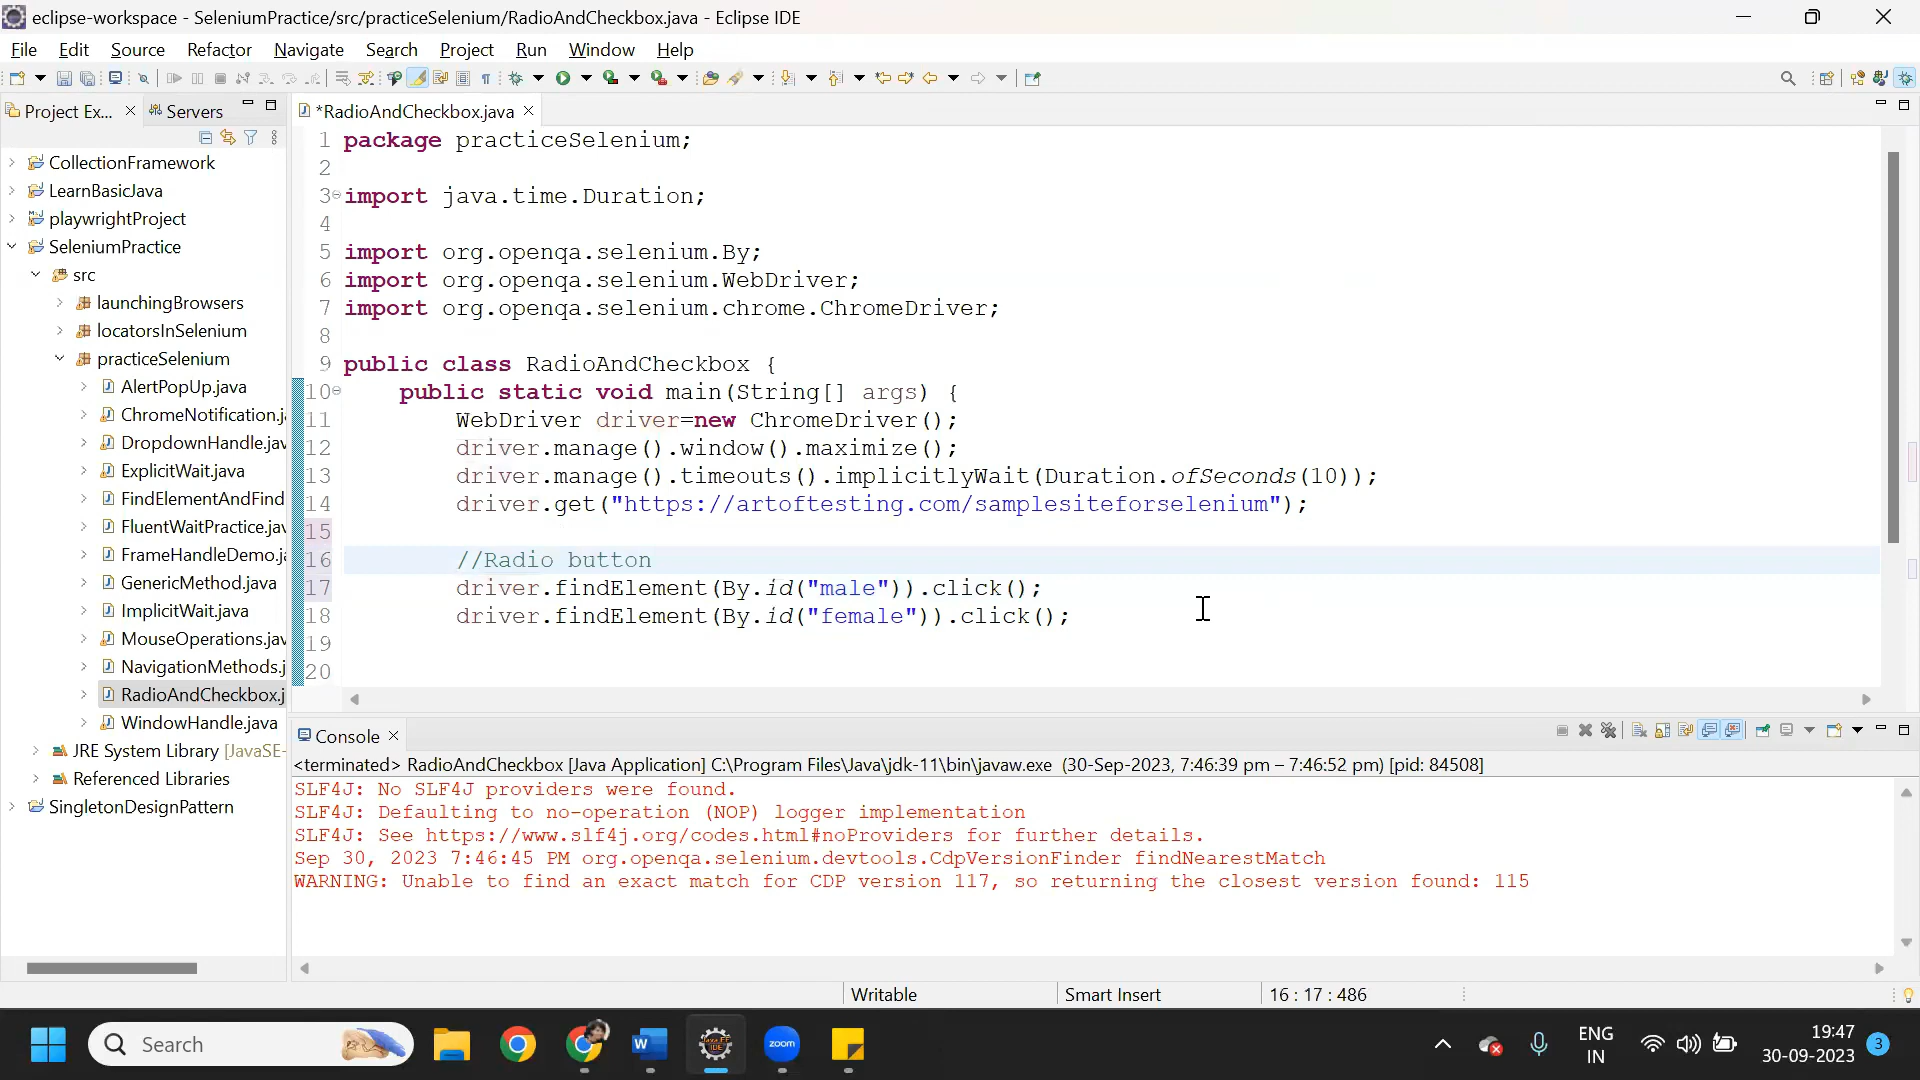 eclipse-workspace - SeleniumPractice/src/practiceSelenium/RadioAndCheckbox.java - Eclipse IDE
File Edit Source Refactor Navigate Search Project Run Window Help
Project Ex... Servers
*RadioAndCheckbox.java
CollectionFramework
LearnBasicJava
playwrightProject
SeleniumPractice
src
launchingBrowsers
locatorsInSelenium
practiceSelenium
AlertPopUp.java
ChromeNotification.j
DropdownHandle.jav
ExplicitWait.java
FindElementAndFind
FluentWaitPractice.jav
FrameHandleDemo.j
GenericMethod.java
ImplicitWait.java
MouseOperations.jav
NavigationMethods.j
RadioAndCheckbox.j
WindowHandle.java
JRE System Library [JavaSE-
Referenced Libraries
SingletonDesignPattern
1 package practiceSelenium;
2
3 import java.time.Duration;
4
5 import org.openqa.selenium.By;
6 import org.openqa.selenium.WebDriver;
7 import org.openqa.selenium.chrome.ChromeDriver;
8
9 public class RadioAndCheckbox {
10 public static void main(String[] args) {
11 WebDriver driver=new ChromeDriver();
12 driver.manage().window().maximize();
13 driver.manage().timeouts().implicitlyWait(Duration.ofSeconds(10));
14 driver.get("https://artoftesting.com/samplesiteforselenium");
15
16 //Radio button
17 driver.findElement(By.id("male")).click();
18 driver.findElement(By.id("female")).click();
19
20
Console
<terminated> RadioAndCheckbox [Java Application] C:\Program Files\Java\jdk-11\bin\javaw.exe (30-Sep-2023, 7:46:39 pm – 7:46:52 pm) [pid: 84508]
SLF4J: No SLF4J providers were found.
SLF4J: Defaulting to no-operation (NOP) logger implementation
SLF4J: See https://www.slf4j.org/codes.html#noProviders for further details.
Sep 30, 2023 7:46:45 PM org.openqa.selenium.devtools.CdpVersionFinder findNearestMatch
WARNING: Unable to find an exact match for CDP version 117, so returning the closest version found: 115
Writable Smart Insert 16 : 17 : 486
Search
zoom
ENG
IN
19:47
30-09-2023
3